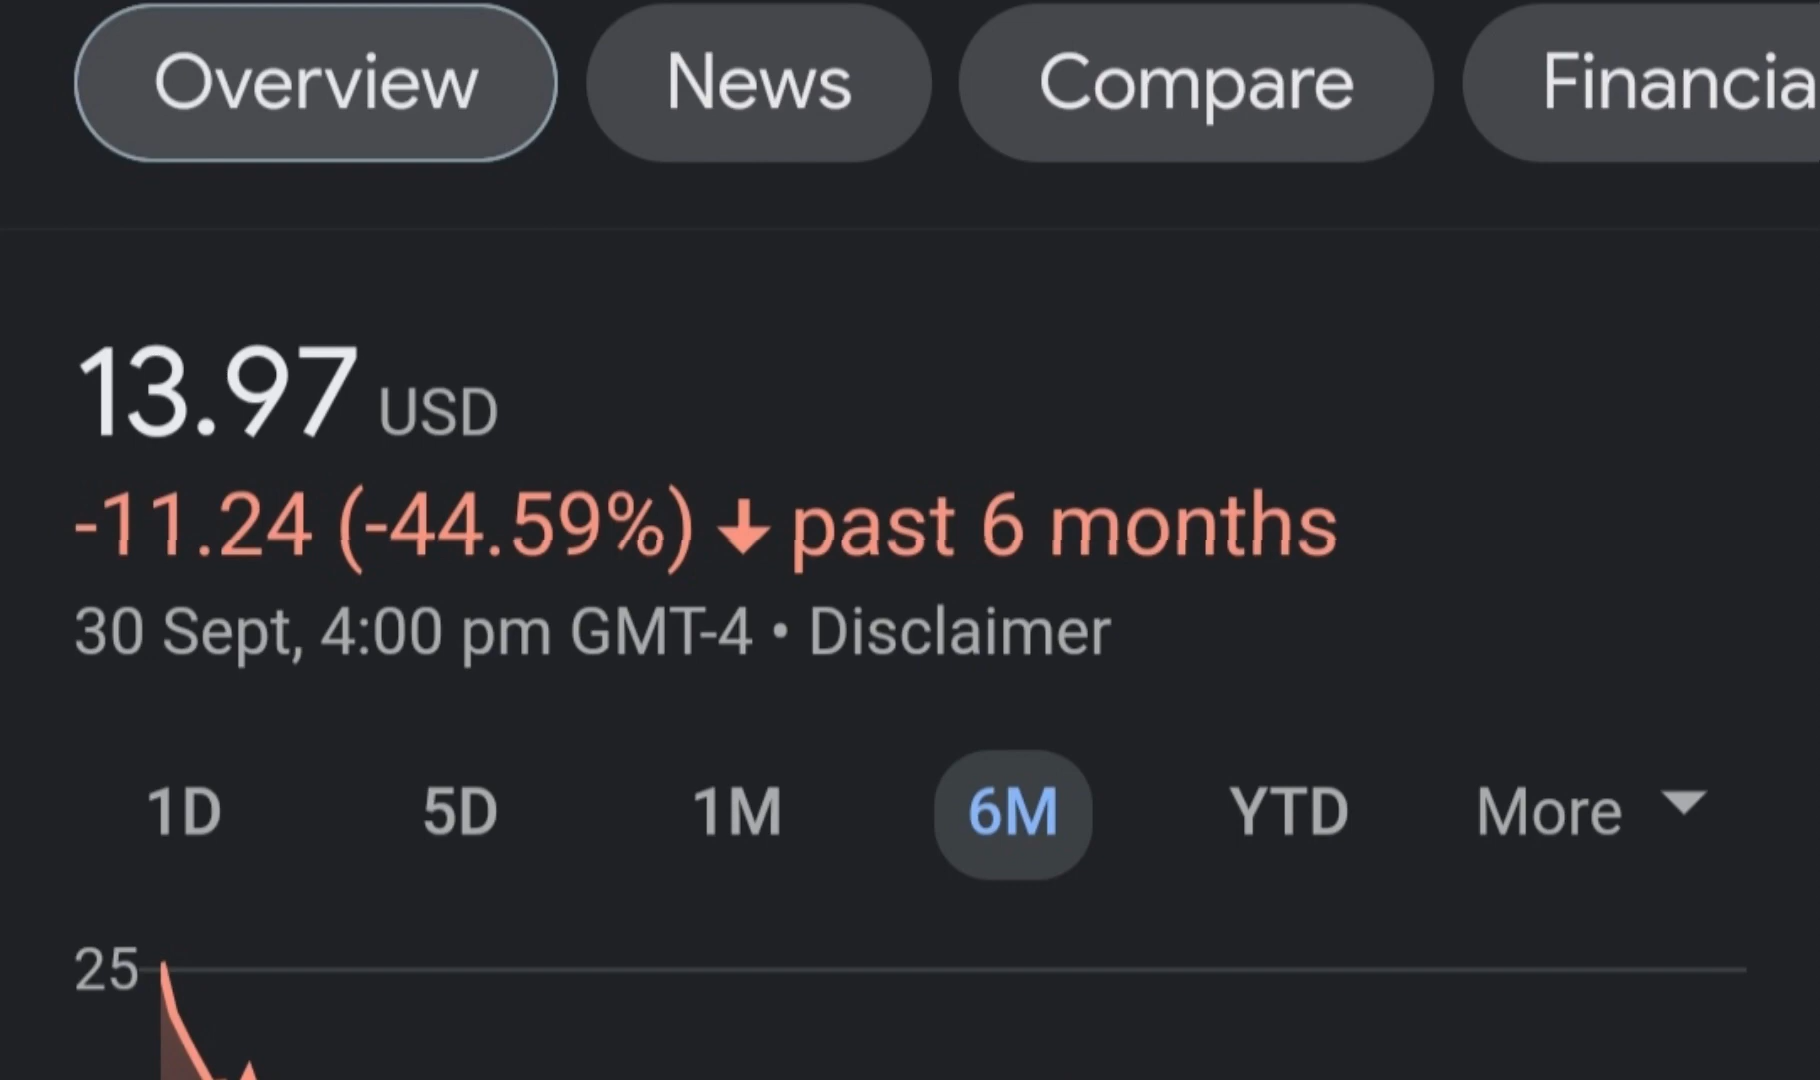 Overview News Compare Financia
13.97 USD
-11.24 (-44.59%) ↓ past 6 months
30 Sept, 4:00 pm GMT-4 • Disclaimer
1D 5D 1M 6M YTD More
25